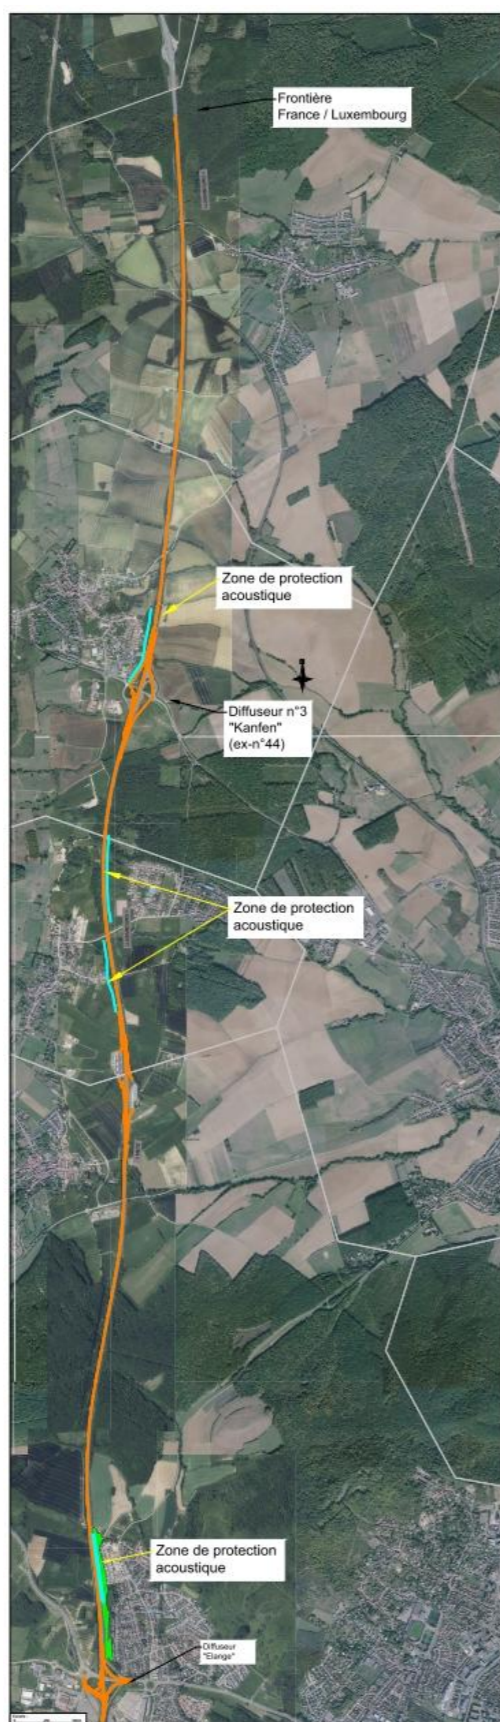 Frontière
France / Luxembourg
Zone de protection
acoustique
Diffuseur n°3
"Kanfen"
(ex-n°44)
Zone de protection
acoustique
Zone de protection
acoustique
Diffuseur
"Elange"